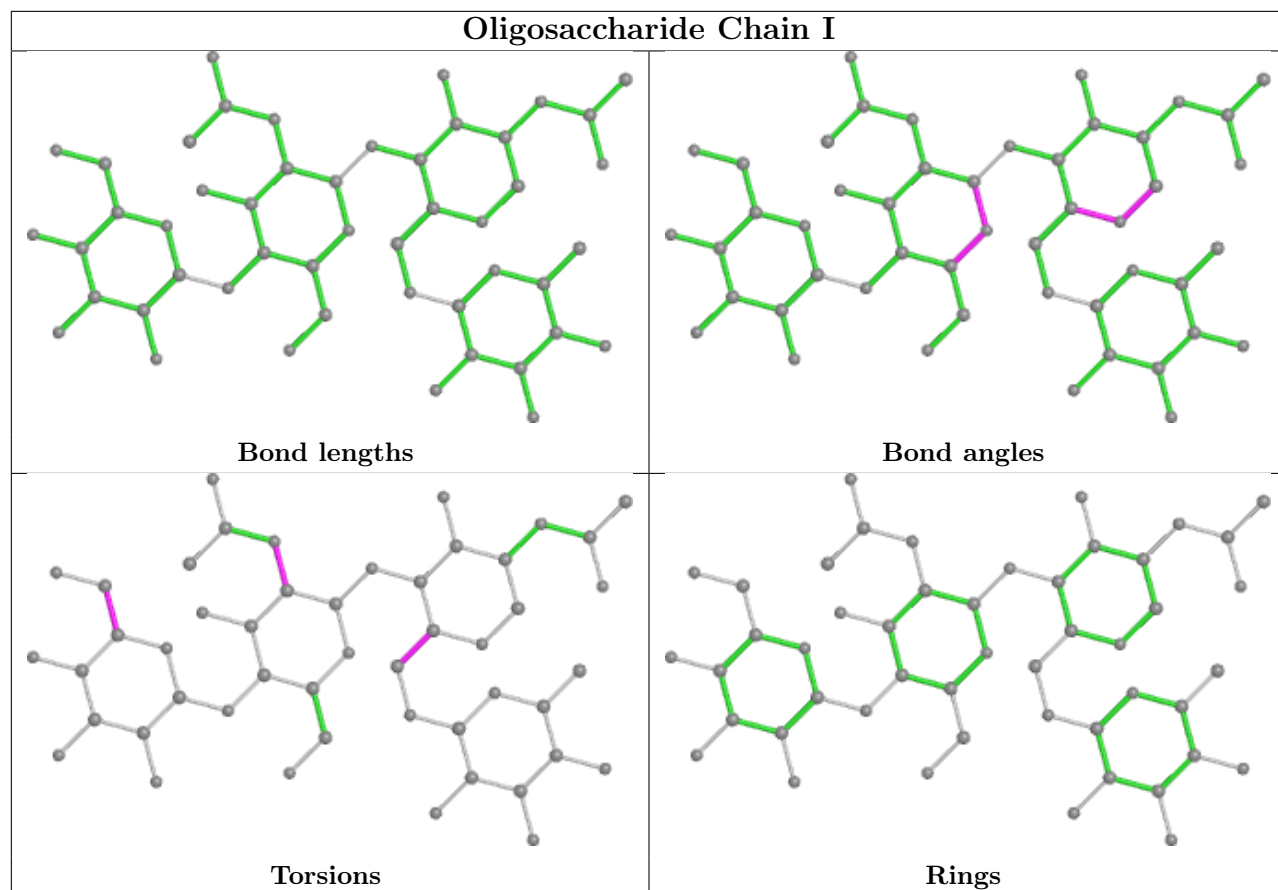 Oligosaccharide Chain I
Bond lengths
Bond angles
Torsions
Rings